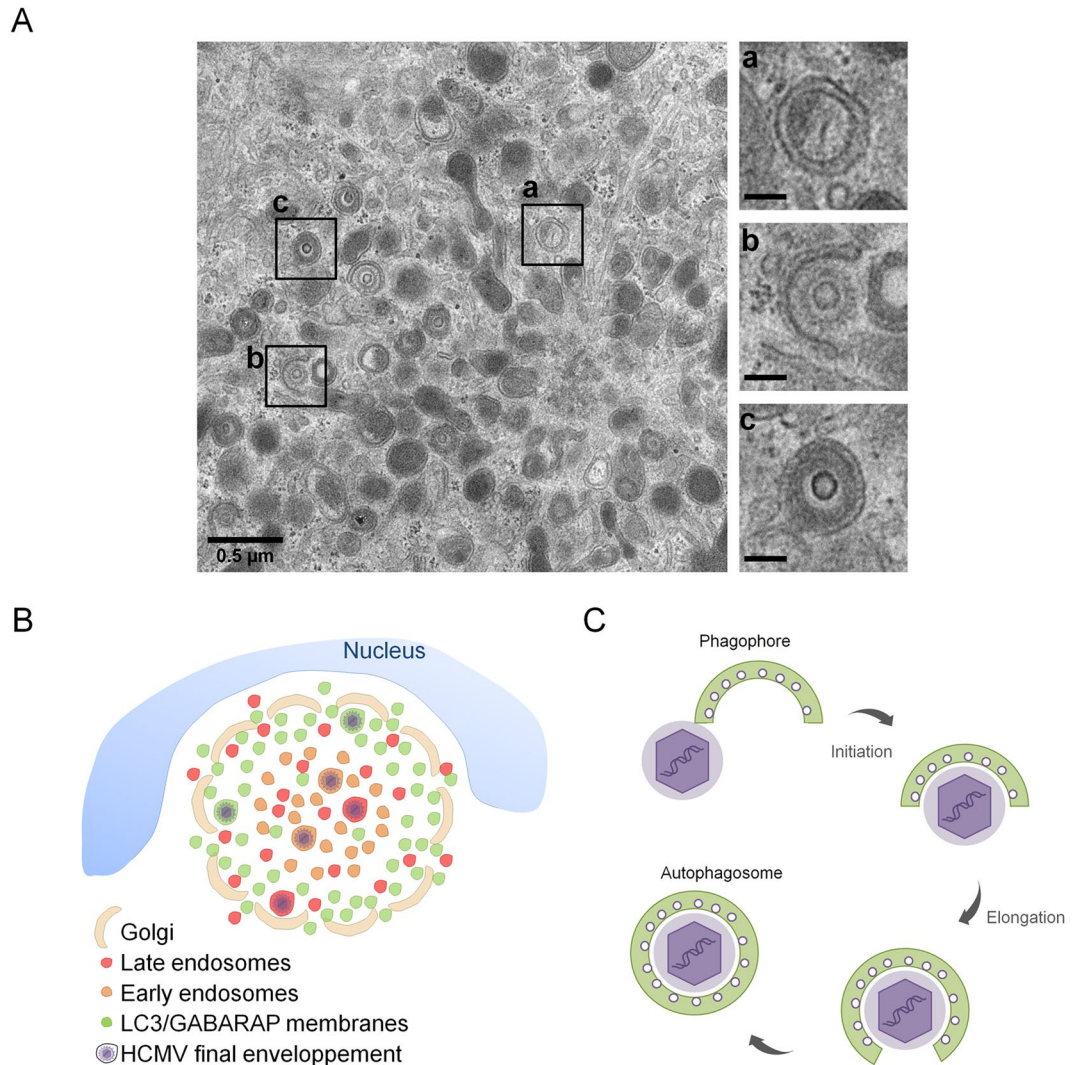 A
a
c
b
0.5 µm
a
b
c
B
Nucleus
Golgi
Late endosomes
Early endosomes
LC3/GABARAP membranes
HCMV final enveloppement
C
Phagophore
Initiation
Elongation
Autophagosome